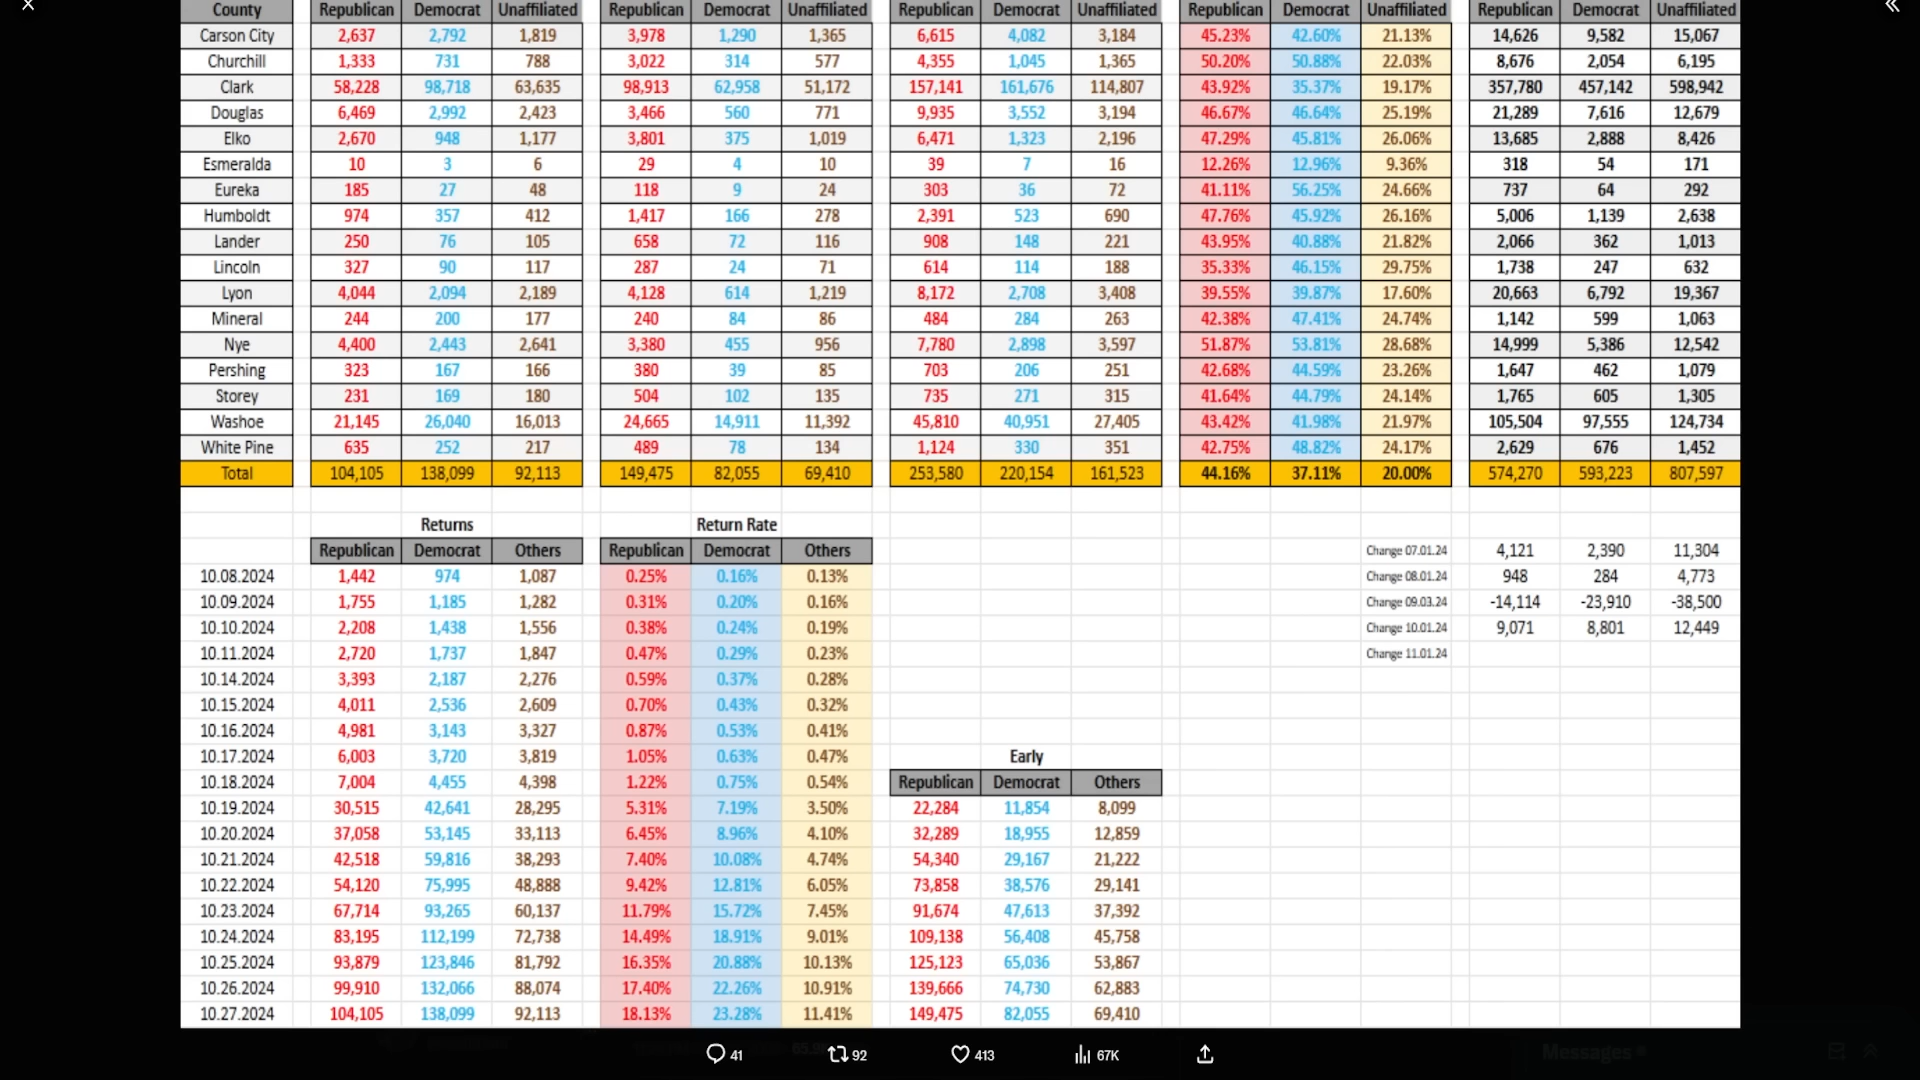 County Republican Democrat Unaffiliated Republican Democrat Unaffiliated Republican Democrat Unaffiliated Republican Democrat Unaffiliated Republican Democrat Unaffiliated
Carson City 2,637 2,792 1,819 3,978 1,290 1,365 6,615 4,082 3,184 45.23% 42.60% 21.13% 14,626 9,582 15,067
Churchill 1,333 731 788 3,022 314 577 4,355 1,045 1,365 50.20% 50.88% 22.03% 8,676 2,054 6,195
Clark 58,228 98,718 63,635 98,913 62,958 51,172 157,141 161,676 114,807 43.92% 35.37% 19.17% 357,780 457,142 598,942
Douglas 6,469 2,992 2,423 3,466 560 771 9,935 3,552 3,194 46.67% 46.64% 25.19% 21,289 7,616 12,679
Elko 2,670 948 1,177 3,801 375 1,019 6,471 1,323 2,196 47.29% 45.81% 26.06% 13,685 2,888 8,426
Esmeralda 10 3 6 29 4 10 39 7 16 12.26% 12.96% 9.36% 318 54 171
Eureka 185 27 48 118 9 24 303 36 72 41.11% 56.25% 24.66% 737 64 292
Humboldt 974 357 412 1,417 166 278 2,391 523 690 47.76% 45.92% 26.16% 5,006 1,139 2,638
Lander 250 76 105 658 72 116 908 148 221 43.95% 40.88% 21.82% 2,066 362 1,013
Lincoln 327 90 117 287 24 71 614 114 188 35.33% 46.15% 29.75% 1,738 247 632
Lyon 4,044 2,094 2,189 4,128 614 1,219 8,172 2,708 3,408 39.55% 39.87% 17.60% 20,663 6,792 19,367
Mineral 244 200 177 240 84 86 484 284 263 42.38% 47.41% 24.74% 1,142 599 1,063
Nye 4,400 2,443 2,641 3,380 455 956 7,780 2,898 3,597 51.87% 53.81% 28.68% 14,999 5,386 12,542
Pershing 323 167 166 380 39 85 703 206 251 42.68% 44.59% 23.26% 1,647 462 1,079
Storey 231 169 180 504 102 135 735 271 315 41.64% 44.79% 24.14% 1,765 605 1,305
Washoe 21,145 26,040 16,013 24,665 14,911 11,392 45,810 40,951 27,405 43.42% 41.98% 21.97% 105,504 97,555 124,734
White Pine 635 252 217 489 78 134 1,124 330 351 42.75% 48.82% 24.17% 2,629 676 1,452
Total 104,105 138,099 92,113 149,475 82,055 69,410 253,580 220,154 161,523 44.16% 37.11% 20.00% 574,270 593,223 807,597
Returns Return Rate
Republican Democrat Others Republican Democrat Others Change 07.01.24 4,121 2,390 11,304
10.08.2024 1,442 974 1,087 0.25% 0.16% 0.13% Change 08.01.24 948 284 4,773
10.09.2024 1,755 1,185 1,282 0.31% 0.20% 0.16% Change 09.03.24 -14,114 -23,910 -38,500
10.10.2024 2,208 1,438 1,556 0.38% 0.24% 0.19% Change 10.01.24 9,071 8,801 12,449
10.11.2024 2,720 1,737 1,847 0.47% 0.29% 0.23% Change 11.01.24
10.14.2024 3,393 2,187 2,276 0.59% 0.37% 0.28%
10.15.2024 4,011 2,536 2,609 0.70% 0.43% 0.32%
10.16.2024 4,981 3,143 3,327 0.87% 0.53% 0.41%
10.17.2024 6,003 3,720 3,819 1.05% 0.63% 0.47% Early
10.18.2024 7,004 4,455 4,398 1.22% 0.75% 0.54% Republican Democrat Others
10.19.2024 30,515 42,641 28,295 5.31% 7.19% 3.50% 22,284 11,854 8,099
10.20.2024 37,058 53,145 33,113 6.45% 8.96% 4.10% 32,289 18,955 12,859
10.21.2024 42,518 59,816 38,293 7.40% 10.08% 4.74% 54,340 29,167 21,222
10.22.2024 54,120 75,995 48,888 9.42% 12.81% 6.05% 73,858 38,576 29,141
10.23.2024 67,714 93,265 60,137 11.79% 15.72% 7.45% 91,674 47,613 37,392
10.24.2024 83,195 112,199 72,738 14.49% 18.91% 9.01% 109,138 56,408 45,758
10.25.2024 93,879 123,846 81,792 16.35% 20.88% 10.13% 125,123 65,036 53,867
10.26.2024 99,910 132,066 88,074 17.40% 22.26% 10.91% 139,666 74,730 62,883
10.27.2024 104,105 138,099 92,113 18.13% 23.28% 11.41% 149,475 82,055 69,410
41 92 413 67K
Messages